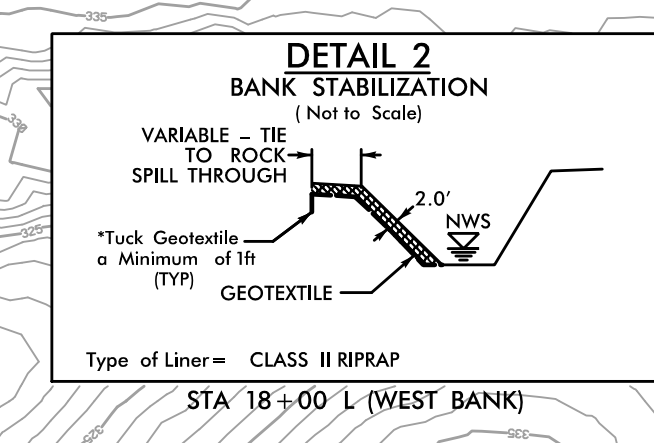 335
DETAIL 2
BANK STABILIZATION
( Not to Scale)
VARIABLE – TIE
TO ROCK
SPILL THROUGH
330
2.0'
NWS
325
*Tuck Geotextile
a Minimum of 1ft
(TYP)
GEOTEXTILE
Type of Liner = CLASS II RIPRAP
STA 18+00 L (WEST BANK)
325
335